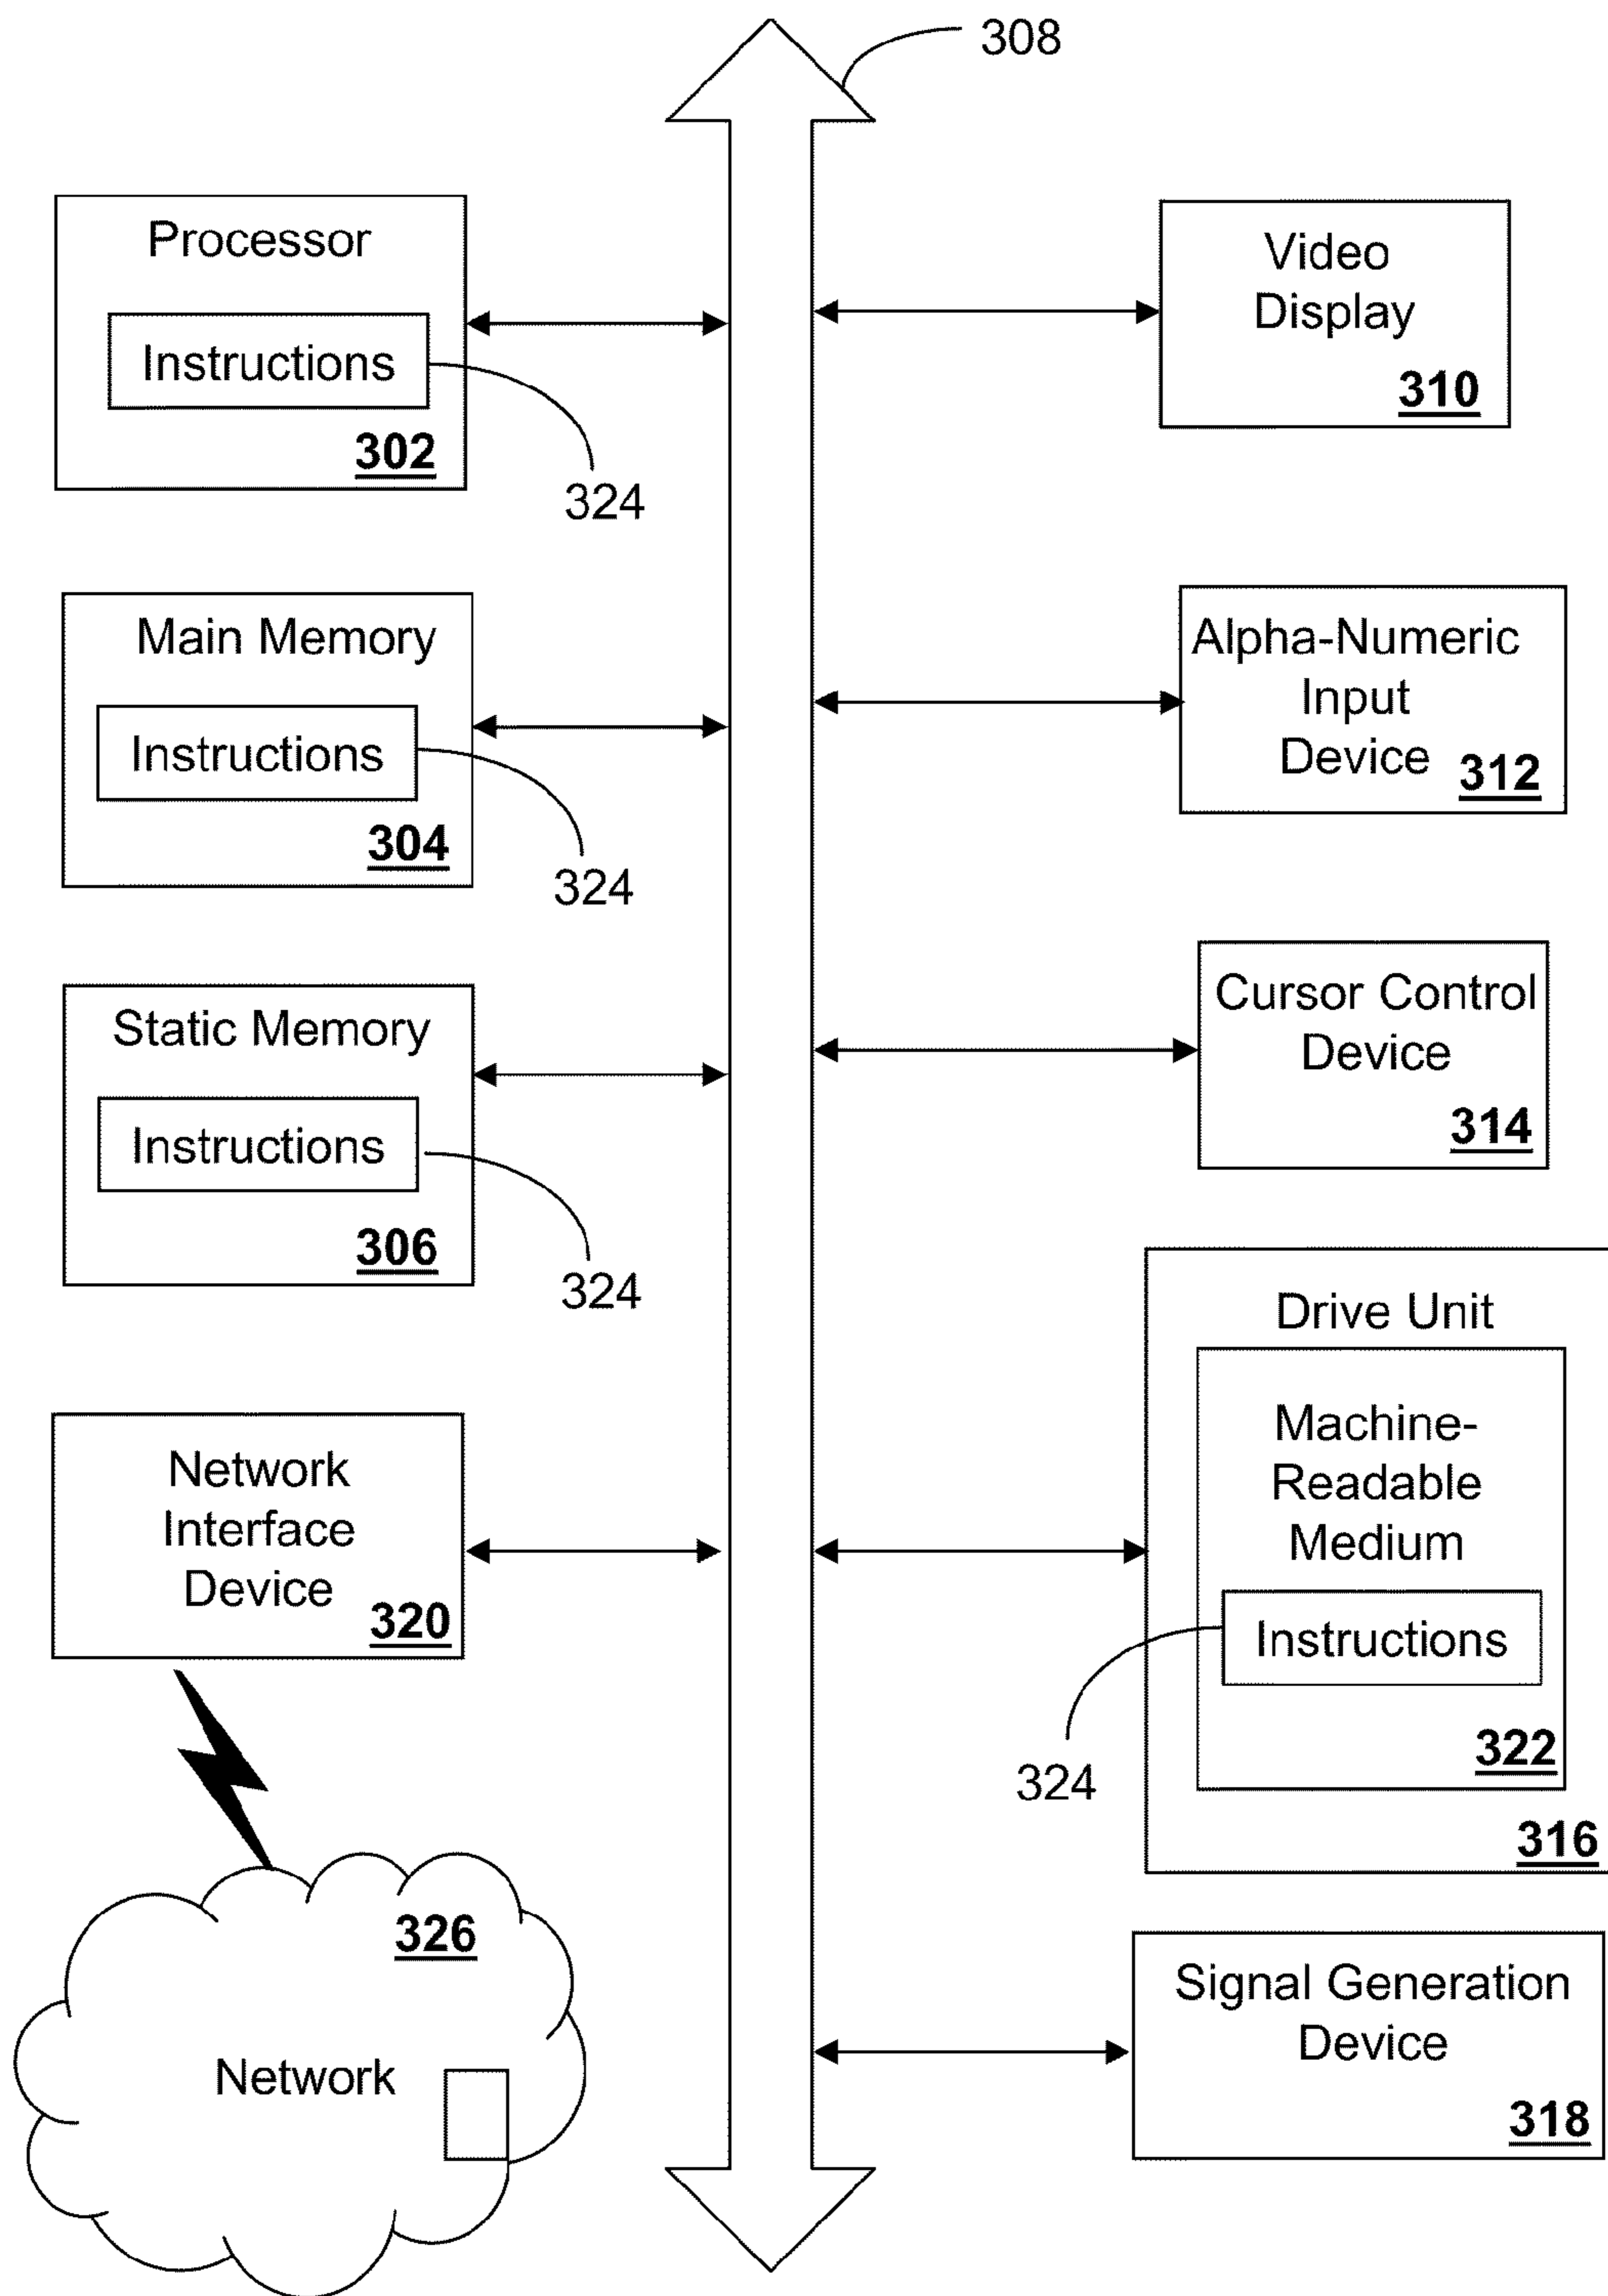 308
Processor
Instructions
302
324
Main Memory
Instructions
304
324
Static Memory
Instructions
306
324
Network
Interface
Device
320
326
Network
Video
Display
310
Alpha-Numeric
Input
Device
312
Cursor Control
Device
314
Drive Unit
Machine-
Readable
Medium
Instructions
324
322
316
Signal Generation
Device
318